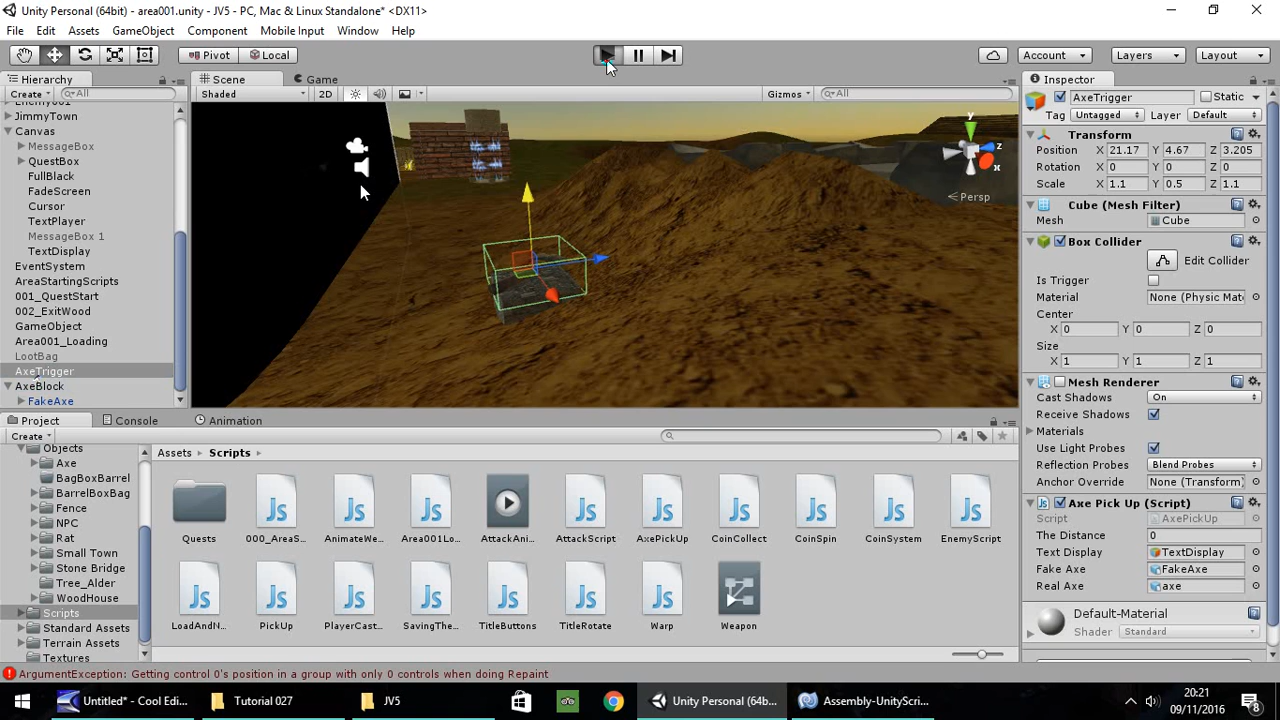 Unity Personal (64bit) - area001.unity - JV5 - PC, Mac & Linux Standalone* <DX11>
File Edit Assets GameObject Component Mobile Input Window Help
Pivot Local Account Layers Layout
Hierarchy Scene Game Inspector
Create All Shaded 2D Gizmos All AxeTrigger Static
Tag Untagged Layer Default
JimmyTown
Canvas
MessageBox
QuestBox
FullBlack
FadeScreen
Cursor
TextPlayer
MessageBox 1
TextDisplay
EventSystem
AreaStartingScripts
001_QuestStart
002_ExitWood
GameObject
Area001_Loading
LootBag
AxeTrigger
AxeBlock
FakeAxe
y
z
x
Persp
Transform
Position X 21.17 Y 4.67 Z 3.205
Rotation X 0 Y 0 Z 0
Scale X 1.1 Y 0.5 Z 1.1
Cube (Mesh Filter)
Mesh Cube
Box Collider
Edit Collider
Is Trigger
Material None (Physic Mat
Center
X 0 Y 0 Z 0
Size
X 1 Y 1 Z 1
Mesh Renderer
Cast Shadows On
Receive Shadows
Materials
Use Light Probes
Reflection Probes Blend Probes
Anchor Override None (Transform)
Axe Pick Up (Script)
Script AxePickUp
The Distance 0
Text Display TextDisplay
Fake Axe FakeAxe
Real Axe axe
Default-Material
Shader Standard
Project Console Animation
Create
Objects
Axe
BagBoxBarrel
BarrelBoxBag
Fence
NPC
Rat
Small Town
Stone Bridge
Tree_Alder
WoodHouse
Scripts
Standard Assets
Terrain Assets
Textures
Assets Scripts
Quests 000_AreaS... AnimateWe... Area001Lo... AttackAni... AttackScript AxePickUp CoinCollect CoinSpin CoinSystem EnemyScript
LoadAndN... PickUp PlayerCast... SavingThe... TitleButtons TitleRotate Warp Weapon
ArgumentException: Getting control 0's position in a group with only 0 controls when doing Repaint
Untitled* - Cool Edi... Tutorial 027 JV5 Unity Personal (64b... Assembly-UnityScri...
20:21
09/11/2016
8